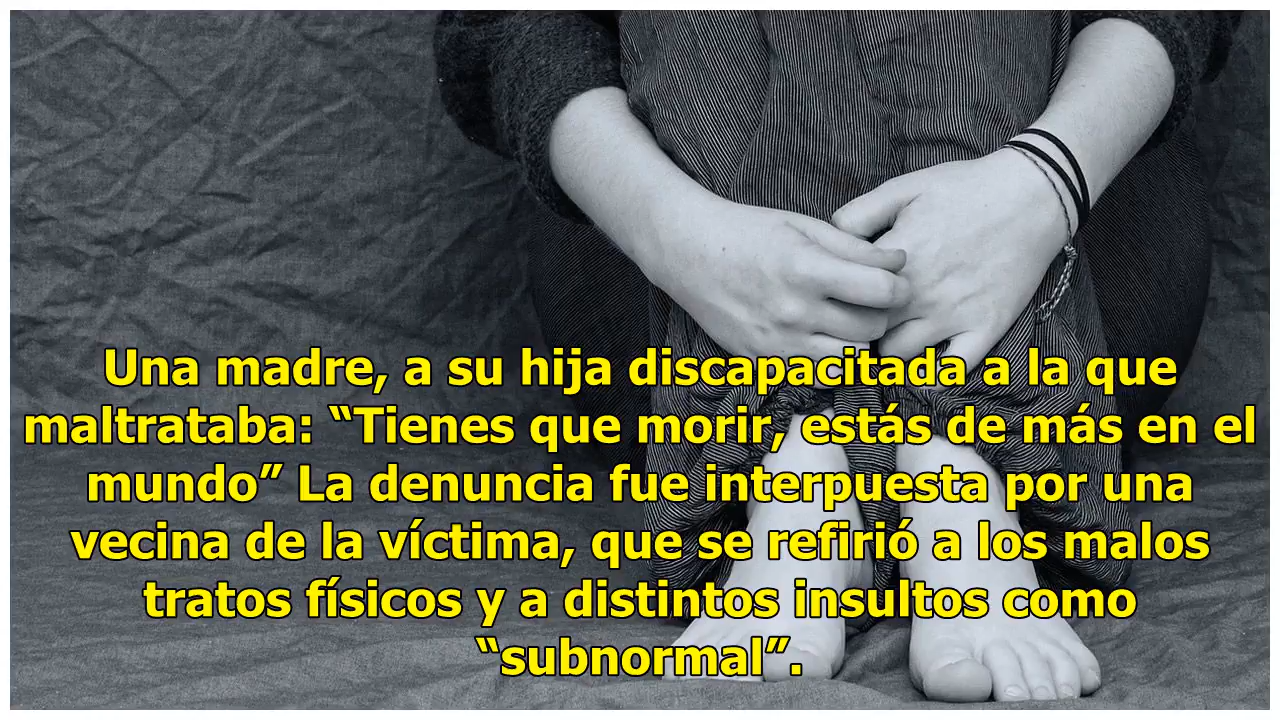 Una madre, a su hija discapacitada a la que
maltrataba: “Tienes que morir, estás de más en el
mundo” La denuncia fue interpuesta por una
vecina de la víctima, que se refirió a los malos
tratos físicos y a distintos insultos como
“subnormal”.